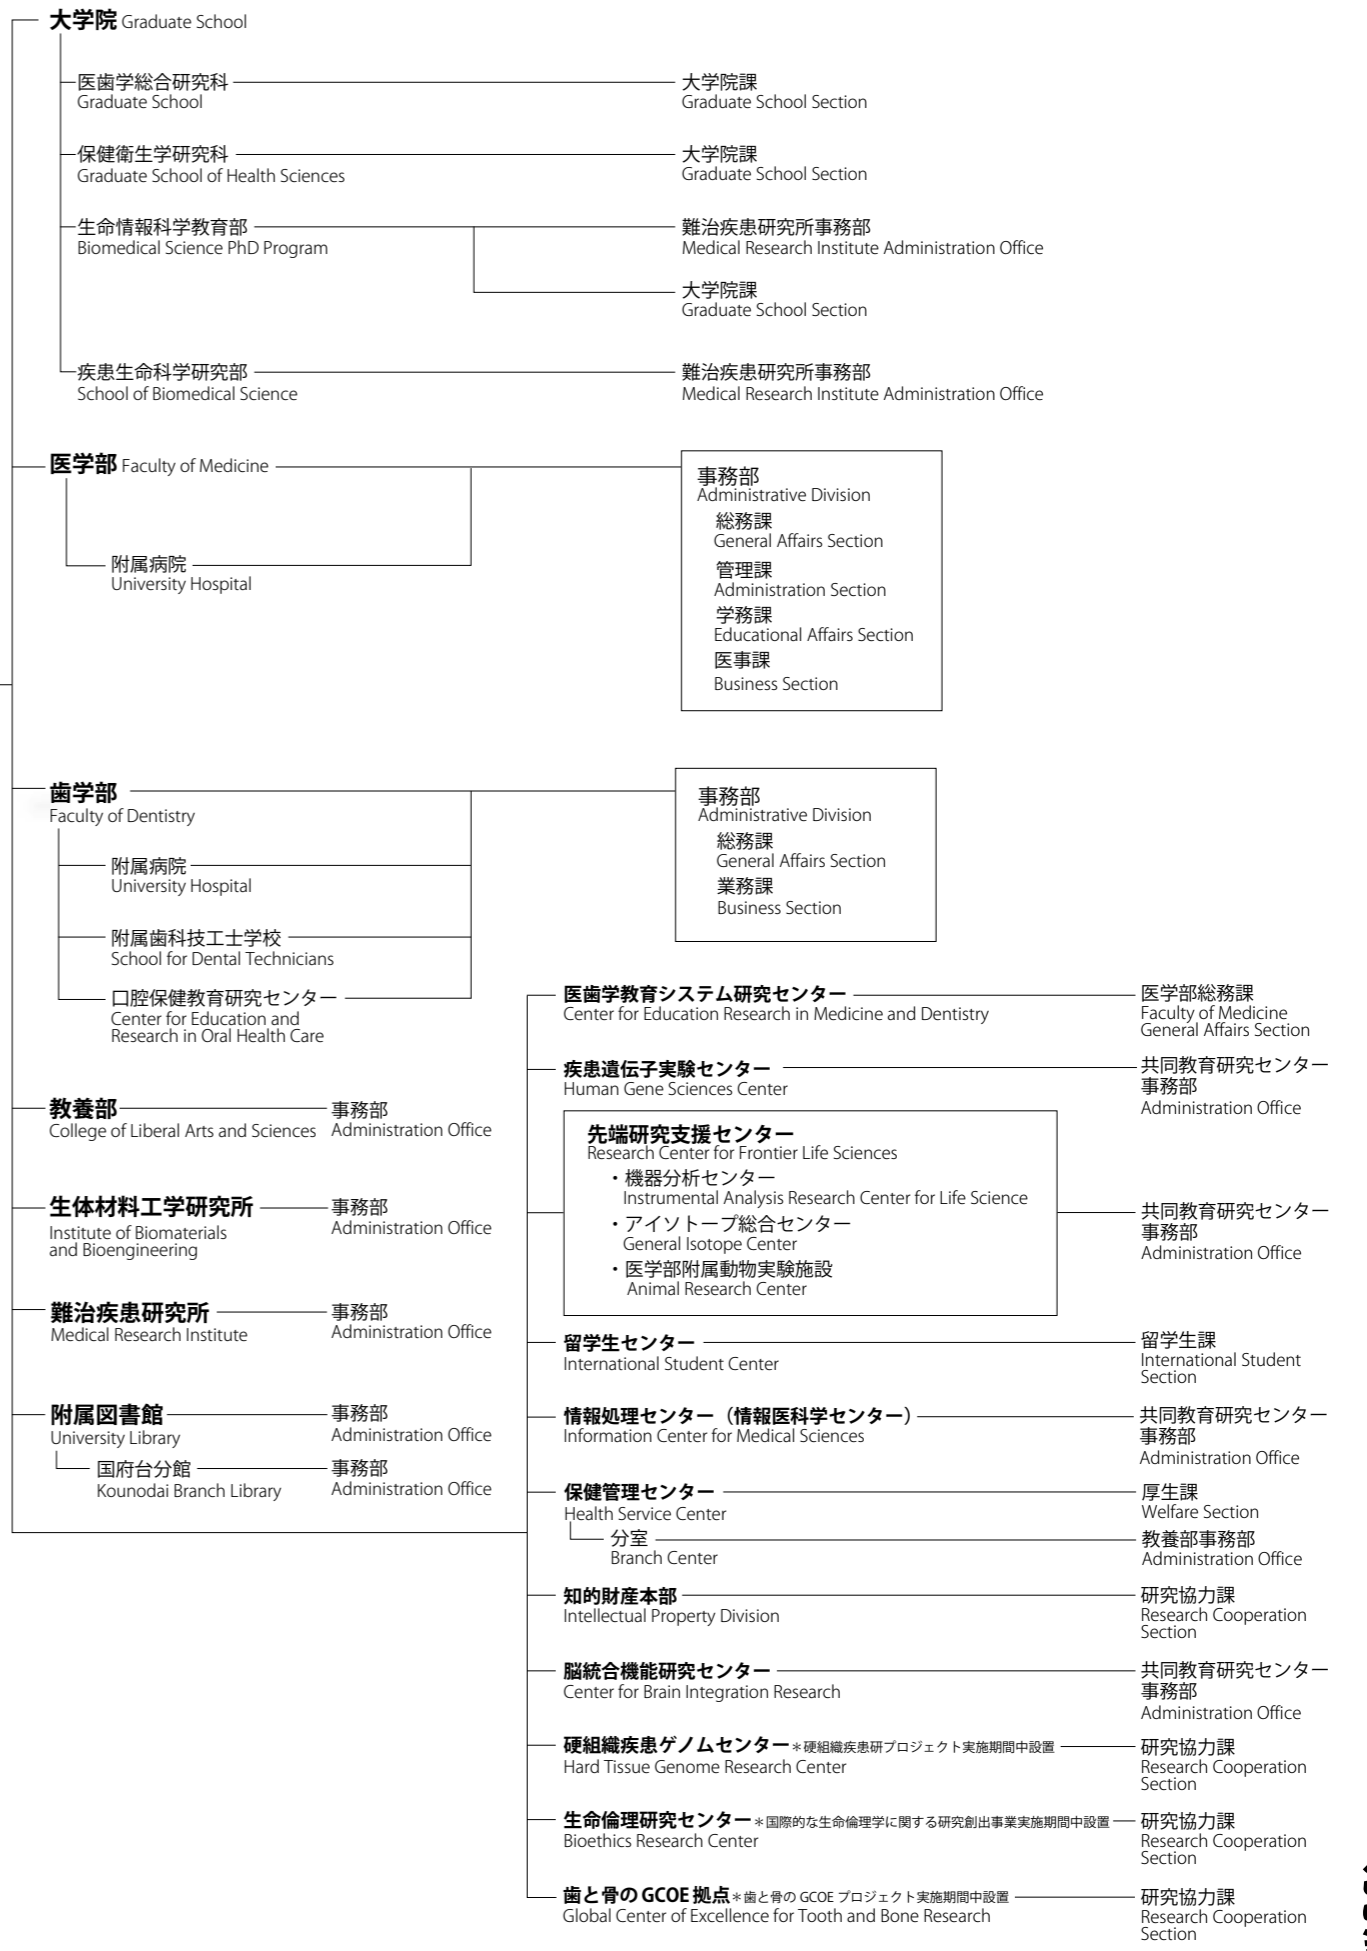 大学院 Graduate School
医歯学総合研究科
Graduate School
大学院課
Graduate School Section
保健衛生学研究科
Graduate School of Health Sciences
大学院課
Graduate School Section
生命情報科学教育部
Biomedical Science PhD Program
難治疾患研究所事務部
Medical Research Institute Administration Office
大学院課
Graduate School Section
疾患生命科学研究部
School of Biomedical Science
難治疾患研究所事務部
Medical Research Institute Administration Office
医学部 Faculty of Medicine
附属病院
University Hospital
事務部
Administrative Division
総務課
General Affairs Section
管理課
Administration Section
学務課
Educational Affairs Section
医事課
Business Section
歯学部
Faculty of Dentistry
附属病院
University Hospital
附属歯科技工士学校
School for Dental Technicians
口腔保健教育研究センター
Center for Education and
Research in Oral Health Care
事務部
Administrative Division
総務課
General Affairs Section
業務課
Business Section
教養部
College of Liberal Arts and Sciences
事務部
Administration Office
生体材料工学研究所
Institute of Biomaterials
and Bioengineering
事務部
Administration Office
難治疾患研究所
Medical Research Institute
事務部
Administration Office
附属図書館
University Library
事務部
Administration Office
国府台分館
Kounodai Branch Library
事務部
Administration Office
医歯学教育システム研究センター
Center for Education Research in Medicine and Dentistry
医学部総務課
Faculty of Medicine
General Affairs Section
疾患遺伝子実験センター
Human Gene Sciences Center
共同教育研究センター
事務部
Administration Office
先端研究支援センター
Research Center for Frontier Life Sciences
・機器分析センター
Instrumental Analysis Research Center for Life Science
・アイソトープ総合センター
General Isotope Center
・医学部附属動物実験施設
Animal Research Center
共同教育研究センター
事務部
Administration Office
留学生センター
International Student Center
留学生課
International Student
Section
情報処理センター（情報医科学センター）
Information Center for Medical Sciences
共同教育研究センター
事務部
Administration Office
保健管理センター
Health Service Center
厚生課
Welfare Section
分室
Branch Center
教養部事務部
Administration Office
知的財産本部
Intellectual Property Division
研究協力課
Research Cooperation
Section
脳統合機能研究センター
Center for Brain Integration Research
共同教育研究センター
事務部
Administration Office
硬組織疾患ゲノムセンター＊硬組織疾患研プロジェクト実施期間中設置
Hard Tissue Genome Research Center
研究協力課
Research Cooperation
Section
生命倫理研究センター＊国際的な生命倫理学に関する研究創出事業実施期間中設置
Bioethics Research Center
研究協力課
Research Cooperation
Section
歯と骨の GCOE 拠点＊歯と骨の GCOE プロジェクト実施期間中設置
Global Center of Excellence for Tooth and Bone Research
研究協力課
Research Cooperation
Section